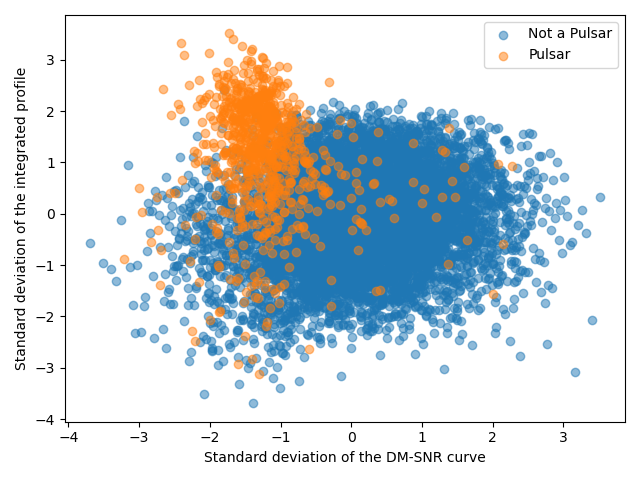 Not a Pulsar
Pulsar
3
2
1
0
−1
−2
−3
−4
Standard deviation of the integrated profile
−4 −3 −2 −1 0 1 2 3
Standard deviation of the DM-SNR curve